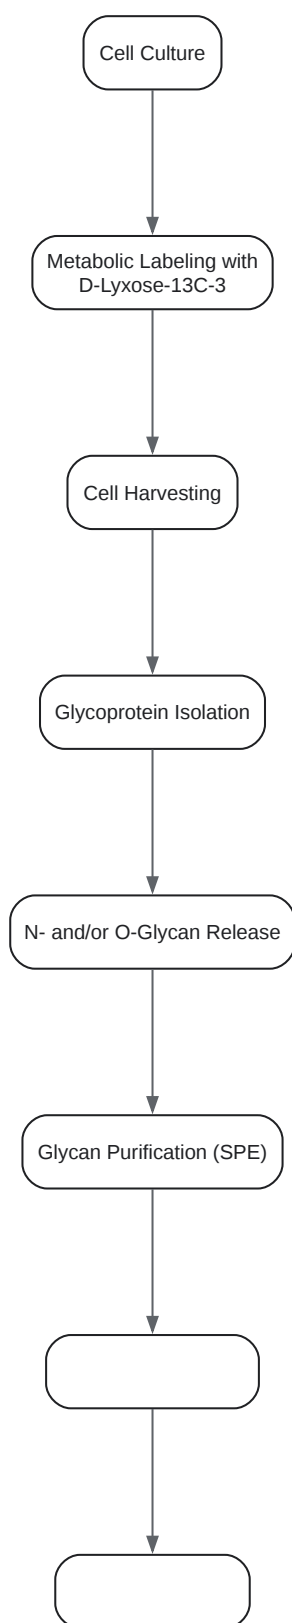 Cell Culture
Metabolic Labeling with
D-Lyxose-13C-3
Cell Harvesting
Glycoprotein Isolation
N- and/or O-Glycan Release
Glycan Purification (SPE)